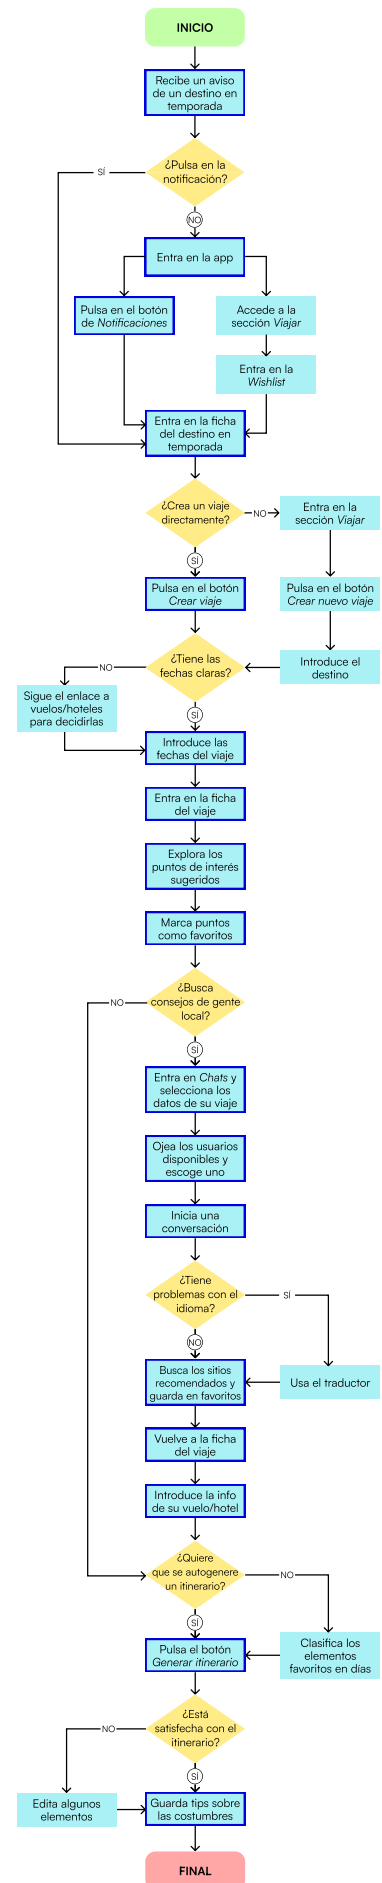 INICIO
Recibe un aviso
de un destino en
temporada
¿Pulsa en la
notificación?
SÍ
NO
Entra en la app
Pulsa en el botón
de Notificaciones
Accede a la
sección Viajar
Entra en la
Wishlist
Entra en la ficha
del destino en
temporada
¿Crea un viaje
directamente?
NO
Entra en la
sección Viajar
SÍ
Pulsa en el botón
Crear viaje
Pulsa en el botón
Crear nuevo viaje
¿Tiene las
fechas claras?
Introduce el
destino
NO
Sigue el enlace a
vuelos/hoteles
para decidirlas
SÍ
Introduce las
fechas del viaje
Entra en la ficha
del viaje
Explora los
puntos de interés
sugeridos
Marca puntos
como favoritos
¿Busca
consejos de gente
local?
NO
SÍ
Entra en Chats y
selecciona los
datos de su viaje
Ojea los usuarios
disponibles y
escoge uno
Inicia una
conversación
¿Tiene
problemas con el
idioma?
SÍ
NO
Busca los sitios
recomendados y
guarda en favoritos
Usa el traductor
Vuelve a la ficha
del viaje
Introduce la info
de su vuelo/hotel
¿Quiere
que se autogenere
un itinerario?
NO
SÍ
Pulsa el botón
Generar itinerario
Clasifica los
elementos
favoritos en días
¿Está
satisfecha con el
itinerario?
NO
SÍ
Edita algunos
elementos
Guarda tips sobre
las costumbres
FINAL